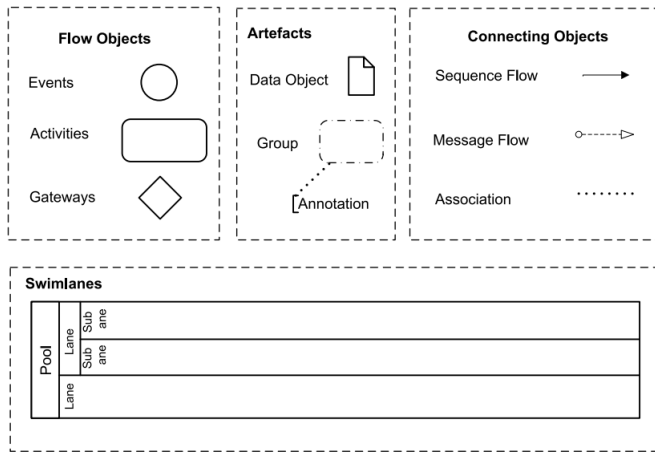 Flow Objects
Events
Activities
Gateways
Artefacts
Data Object
Group
Annotation
Connecting Objects
Sequence Flow
Message Flow
Association
Swimlanes
Pool
Lane
Sub
ane
Sub
ane
Lane